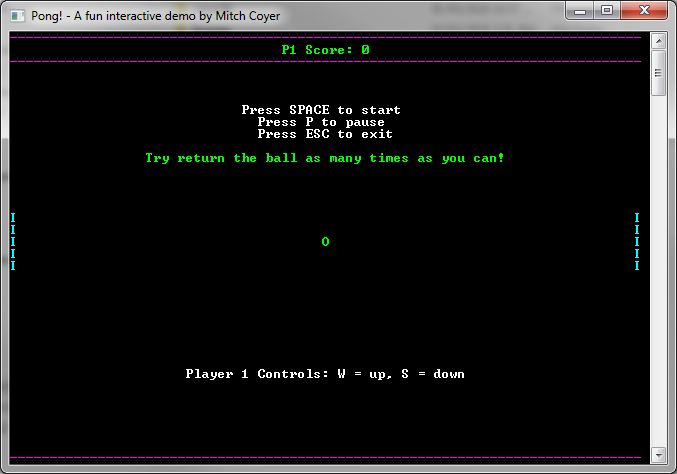 Pong! - A fun interactive demo by Mitch Coyer
P1 Score: 0
Press SPACE to start
Press P to pause
Press ESC to exit
Try return the ball as many times as you can!
I I
I I
I O I
I I
I I
Player 1 Controls: W = up, S = down